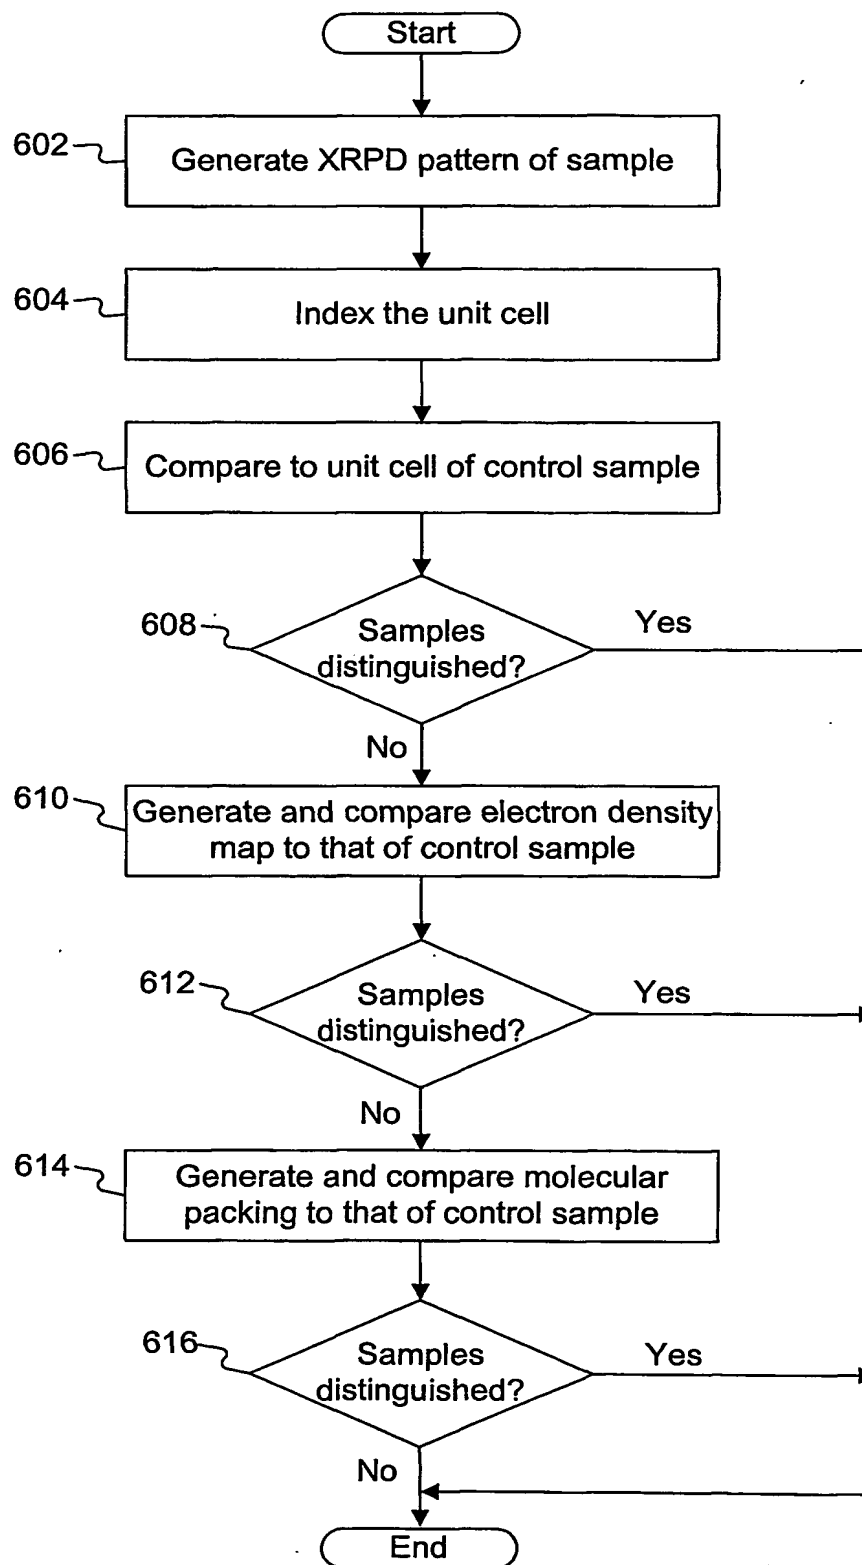 Start
602
Generate XRPD pattern of sample
604
Index the unit cell
606
Compare to unit cell of control sample
608
Samples
distinguished?
Yes
No
610
Generate and compare electron density
map to that of control sample
612
Samples
distinguished?
Yes
No
614
Generate and compare molecular
packing to that of control sample
616
Samples
distinguished?
Yes
No
End